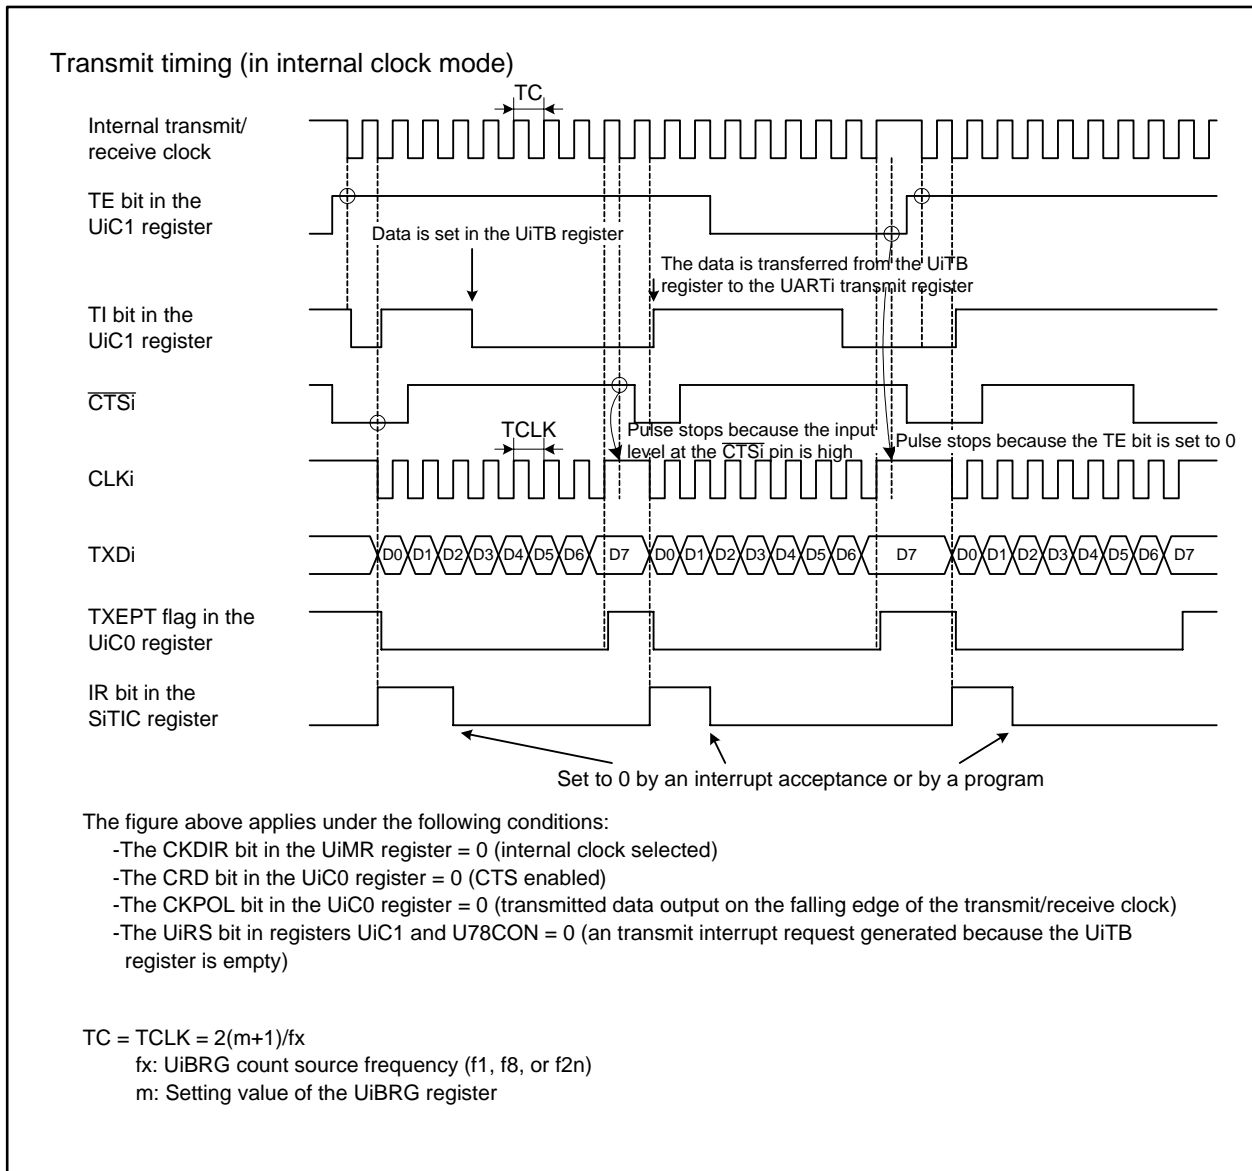 Transmit timing (in internal clock mode)
TC
Internal transmit/
receive clock
TE bit in the
UiC1 register
Data is set in the UiTB register
The data is transferred from the UiTB
register to the UARTi transmit register
TI bit in the
UiC1 register
CTSi
TCLK
Pulse stops because the input
level at the CTSi pin is high
Pulse stops because the TE bit is set to 0
CLKi
TXDi
D0 D1 D2 D3 D4 D5 D6 D7 D0 D1 D2 D3 D4 D5 D6 D7 D0 D1 D2 D3 D4 D5 D6 D7
TXEPT flag in the
UiC0 register
IR bit in the
SiTIC register
Set to 0 by an interrupt acceptance or by a program
The figure above applies under the following conditions:
-The CKDIR bit in the UiMR register = 0 (internal clock selected)
-The CRD bit in the UiC0 register = 0 (CTS enabled)
-The CKPOL bit in the UiC0 register = 0 (transmitted data output on the falling edge of the transmit/receive clock)
-The UiRS bit in registers UiC1 and U78CON = 0 (an transmit interrupt request generated because the UiTB
register is empty)
TC = TCLK = 2(m+1)/fx
fx: UiBRG count source frequency (f1, f8, or f2n)
m: Setting value of the UiBRG register